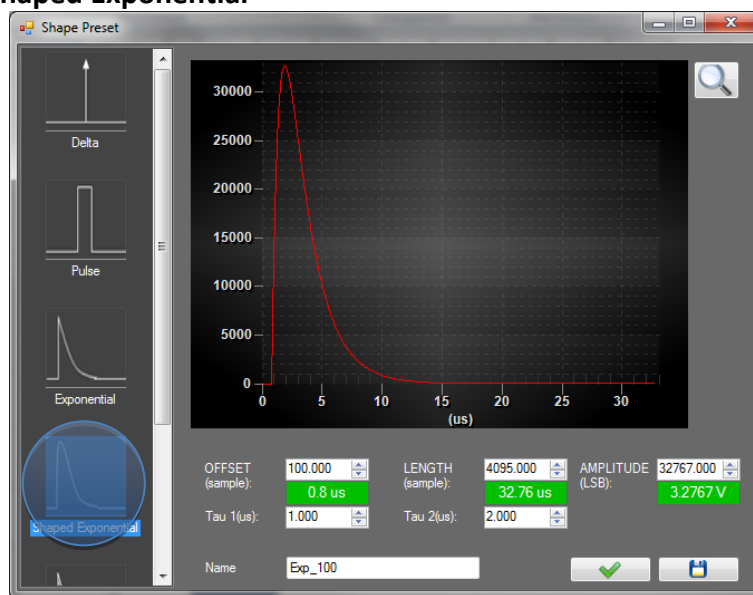 haped Exponential
Shape Preset
Delta
Pulse
Exponential
Shaped Exponential
30000
25000
20000
15000
10000
5000
0
0 5 10 15 20 25 30
(us)
OFFSET (sample): 100.000 0.8 us
LENGTH (sample): 4095.000 32.76 us
AMPLITUDE (LSB): 32767.000 3.2767 V
Tau 1(us): 1.000
Tau 2(us): 2.000
Name Exp_100